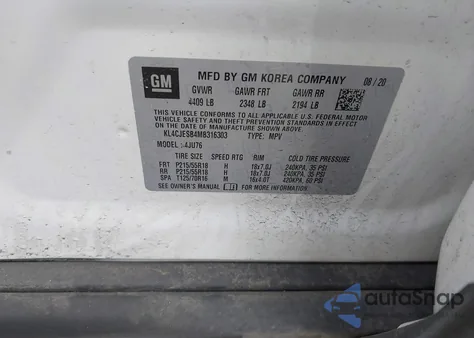 GM
MFD BY GM KOREA COMPANY 08/20
GVWR GAWR FRT GAWR RR
4409 LB 2348 LB 2194 LB
THIS VEHICLE CONFORMS TO ALL APPLICABLE U.S. FEDERAL MOTOR
VEHICLE SAFETY, BUMPER, AND THEFT PREVENTION STANDARDS
IN EFFECT ON THE DATE OF MANUFACTURE SHOWN ABOVE.
KL4CJESB4MB316303 TYPE: MPV
MODEL: 4JU76
TIRE SIZE SPEED RTG RIM COLD TIRE PRESSURE
FRT P215/55R18 H 18x7.0J 240KPA, 35 PSI
RR P215/55R18 H 18x7.0J 240KPA, 35 PSI
SPA T125/70R16 M 16x4.0T 420KPA, 60 PSI
SEE OWNER'S MANUAL FOR ADDITIONAL INFORMATION.
autoSnap